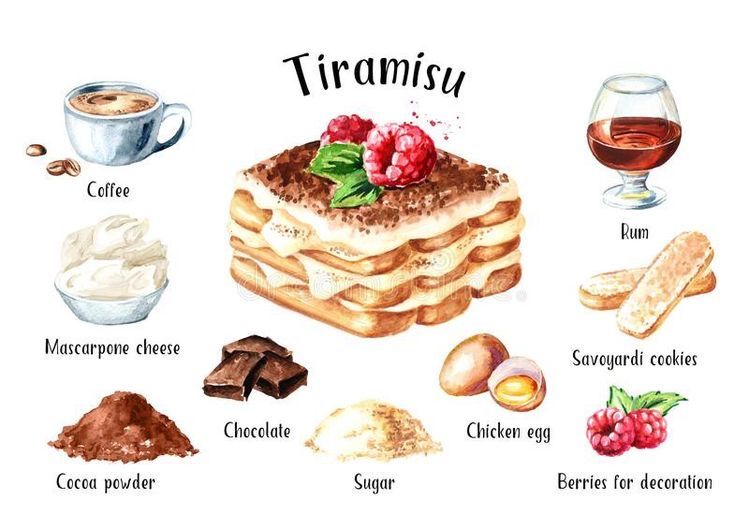 Tiramisu
Coffee
Rum
Mascarpone cheese
Savoyardi cookies
Chocolate
Chicken egg
Cocoa powder
Sugar
Berries for decoration